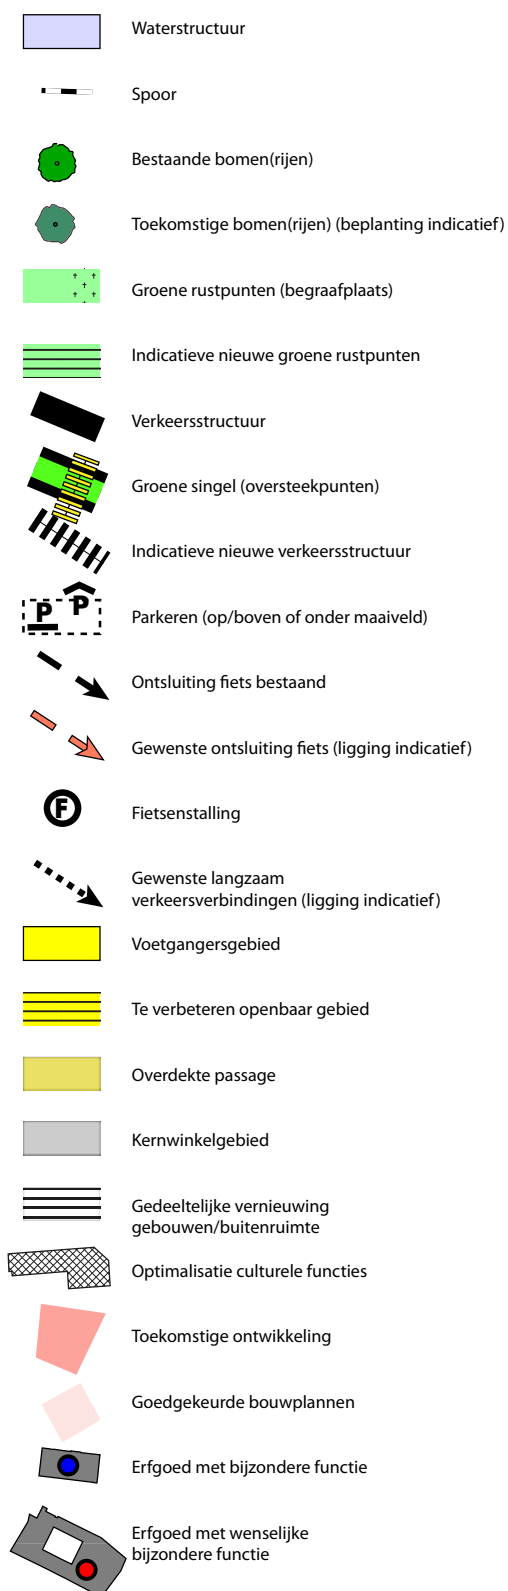 Waterstructuur
Spoor
Bestaande bomen(rijen)
Toekomstige bomen(rijen) (beplanting indicatief)
Groene rustpunten (begraafplaats)
Indicatieve nieuwe groene rustpunten
Verkeersstructuur
Groene singel (oversteekpunten)
Indicatieve nieuwe verkeersstructuur
P P Parkeren (op/boven of onder maaiveld)
Ontsluiting fiets bestaand
Gewenste ontsluiting fiets (ligging indicatief)
F Fietsenstalling
Gewenste langzaam
verkeersverbindingen (ligging indicatief)
Voetgangersgebied
Te verbeteren openbaar gebied
Overdekte passage
Kernwinkelgebied
Gedeeltelijke vernieuwing
gebouwen/buitenruimte
Optimalisatie culturele functies
Toekomstige ontwikkeling
Goedgekeurde bouwplannen
Erfgoed met bijzondere functie
Erfgoed met wenselijke
bijzondere functie